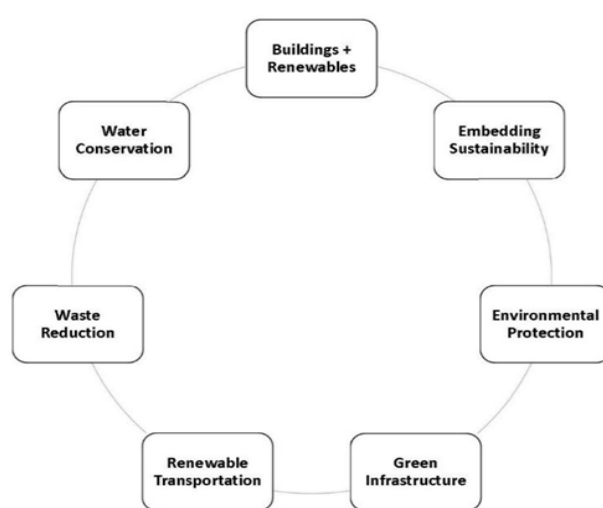 Buildings +
Renewables
Embedding
Sustainability
Environmental
Protection
Green
Infrastructure
Renewable
Transportation
Waste
Reduction
Water
Conservation